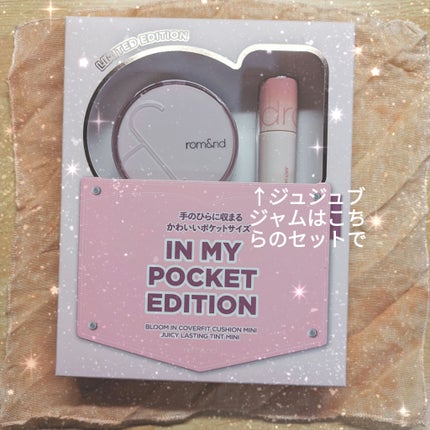 LIMITED EDITION
rom&nd
↑ジュジュブ
ジャムはこち
らのセットで
手のひらに収まる
かわいいポケットサイズ
IN MY
POCKET
EDITION
BLOOM IN COVERFIT CUSHION MINI
JUICY LASTING TINT MINI